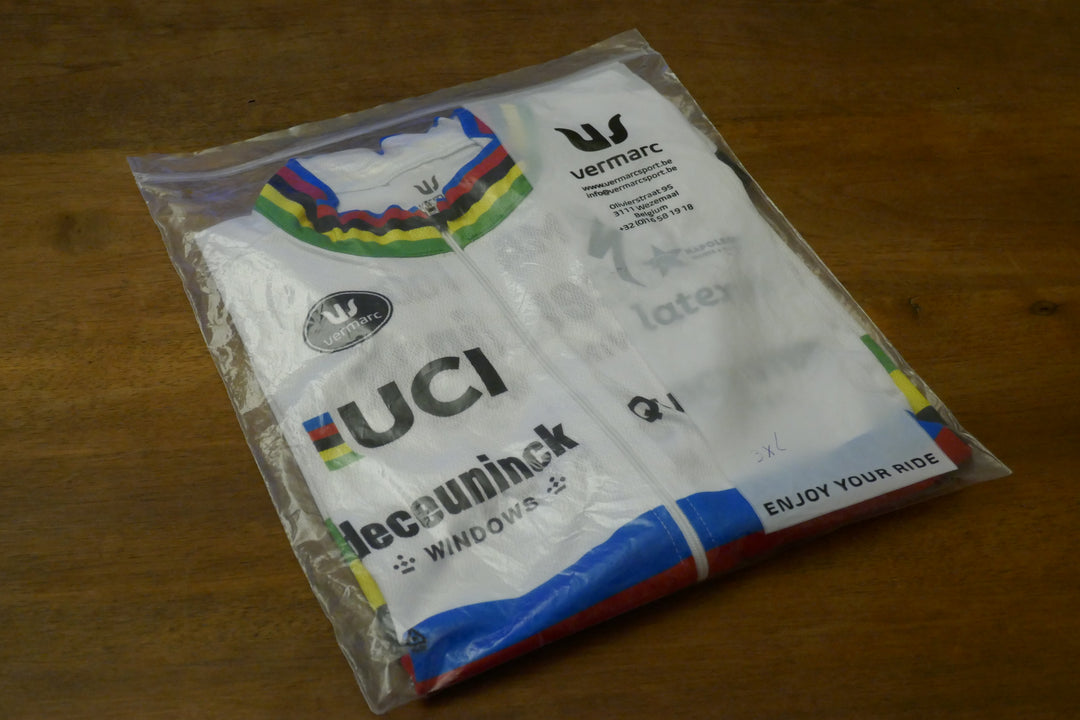 vermarc
www.vermarcsport.be
info@vermarcsport.be
Olivierstraat 95
3111 Wezemaal
Belgium
+32 (0)16 58 19 18
vermarc
latex
UCI
deceuninck
WINDOWS
3XL
ENJOY YOUR RIDE